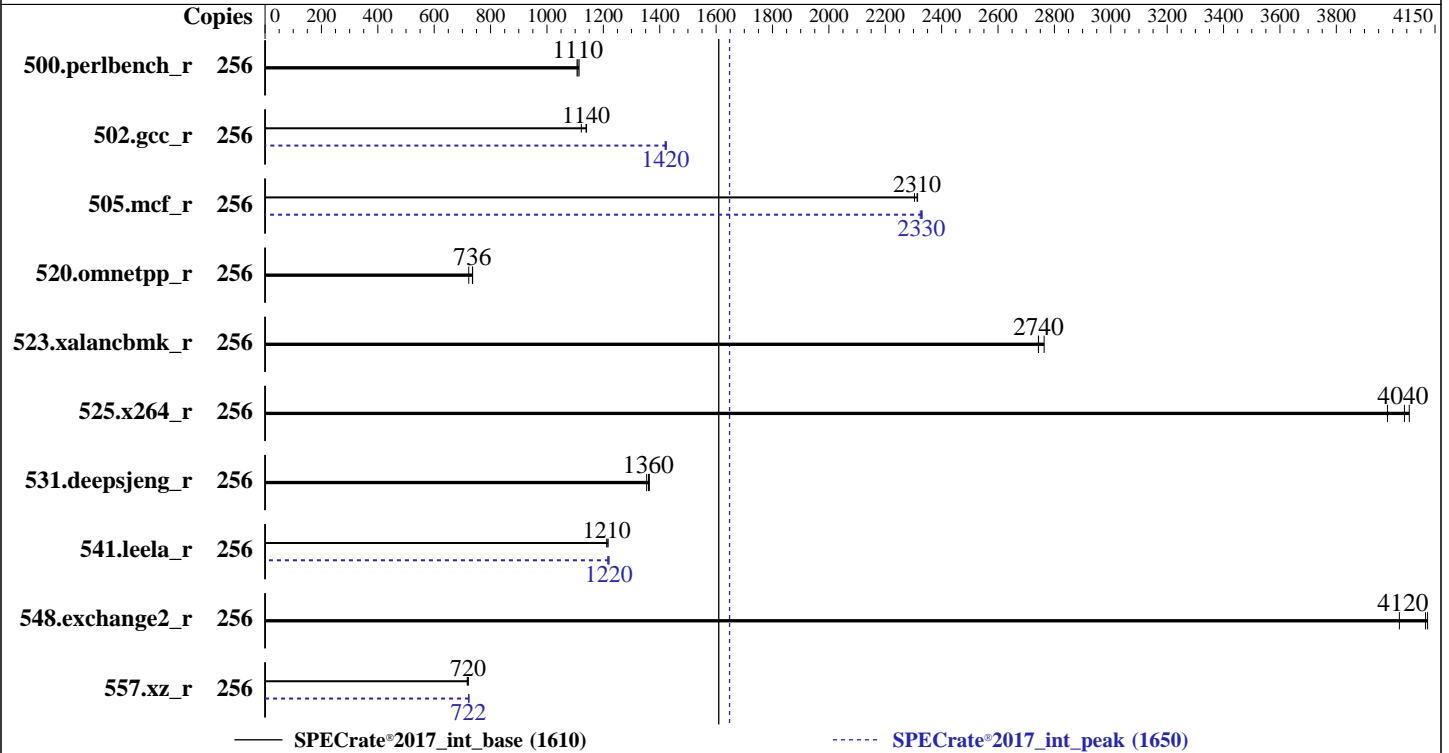 Copies 0 200 400 600 800 1000 1200 1400 1600 1800 2000 2200 2400 2600 2800 3000 3200 3400 3600 3800 4150
500.perlbench_r 256 1110
502.gcc_r 256 1140
1420
505.mcf_r 256 2310
2330
520.omnetpp_r 256 736
523.xalancbmk_r 256 2740
525.x264_r 256 4040
531.deepsjeng_r 256 1360
541.leela_r 256 1210
1220
548.exchange2_r 256 4120
557.xz_r 256 720
722
SPECrate®2017_int_base (1610) SPECrate®2017_int_peak (1650)